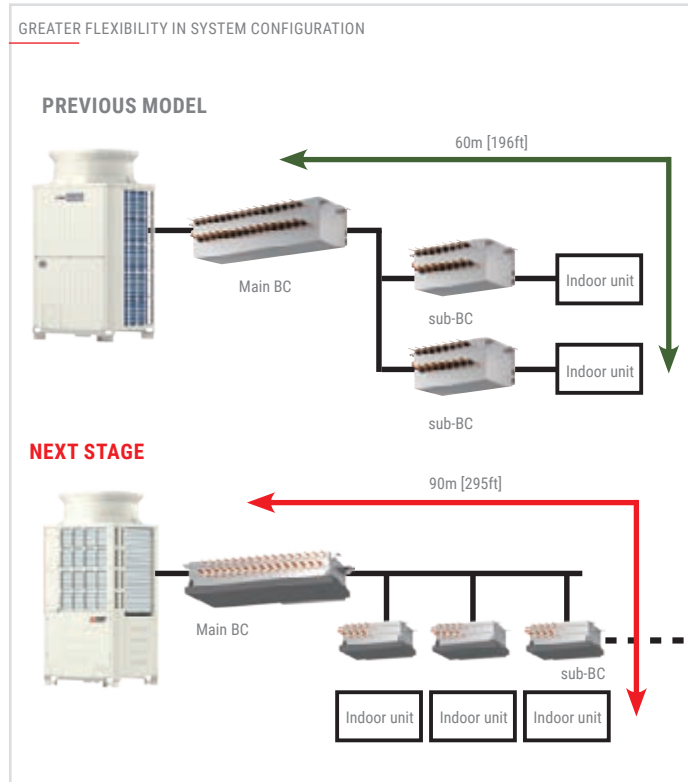 GREATER FLEXIBILITY IN SYSTEM CONFIGURATION
PREVIOUS MODEL
60m [196ft]
Main BC
Indoor unit
sub-BC
Indoor unit
sub-BC
NEXT STAGE
90m [295ft]
Main BC
sub-BC
Indoor unit
Indoor unit
Indoor unit